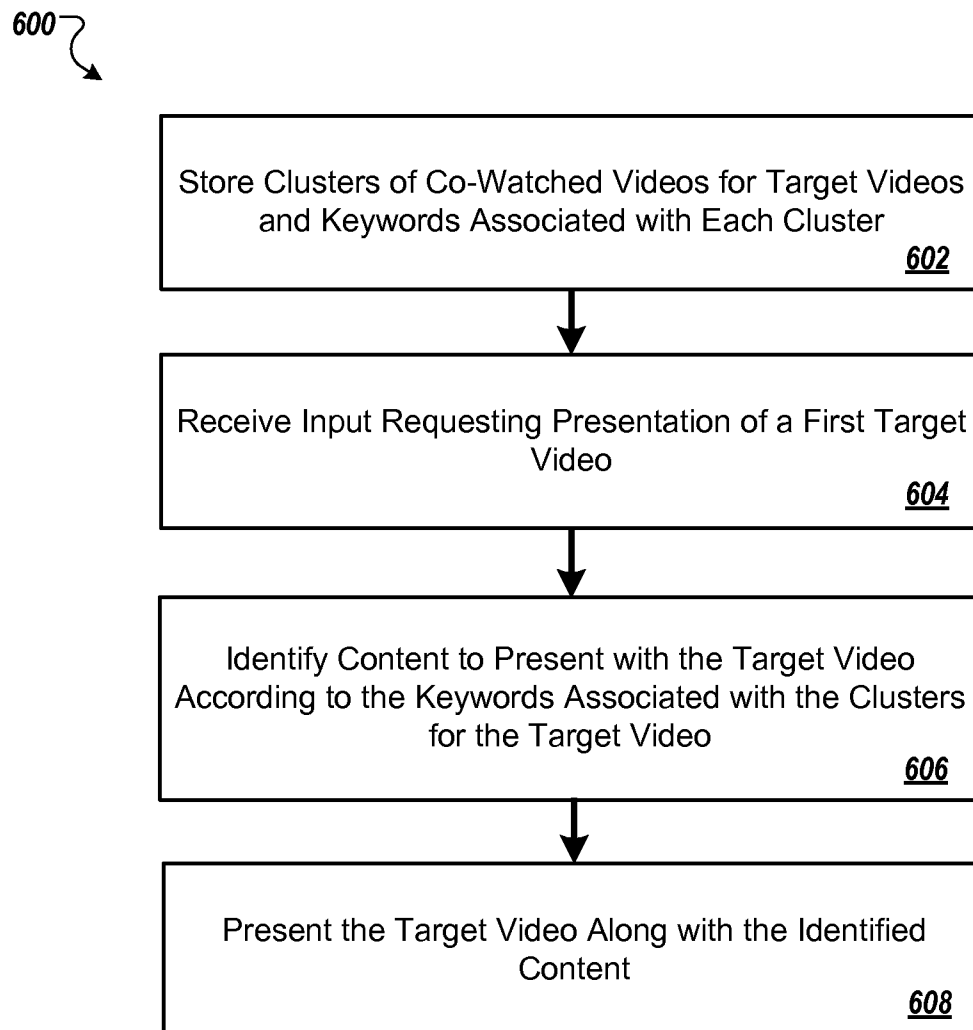 600
Store Clusters of Co-Watched Videos for Target Videos
and Keywords Associated with Each Cluster
602
Receive Input Requesting Presentation of a First Target
Video
604
Identify Content to Present with the Target Video
According to the Keywords Associated with the Clusters
for the Target Video
606
Present the Target Video Along with the Identified
Content
608